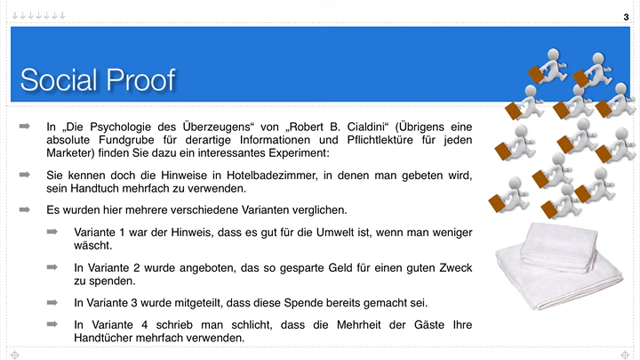 3
Social Proof
In „Die Psychologie des Überzeugens“ von „Robert B. Cialdini“ (Übrigens eine
absolute Fundgrube für derartige Informationen und Pflichtlektüre für jeden
Marketer) finden Sie dazu ein interessantes Experiment:
Sie kennen doch die Hinweise in Hotelbadezimmer, in denen man gebeten wird,
sein Handtuch mehrfach zu verwenden.
Es wurden hier mehrere verschiedene Varianten verglichen.
Variante 1 war der Hinweis, dass es gut für die Umwelt ist, wenn man weniger
wäscht.
In Variante 2 wurde angeboten, das so gesparte Geld für einen guten Zweck
zu spenden.
In Variante 3 wurde mitgeteilt, dass diese Spende bereits gemacht sei.
In Variante 4 schrieb man schlicht, dass die Mehrheit der Gäste Ihre
Handtücher mehrfach verwenden.